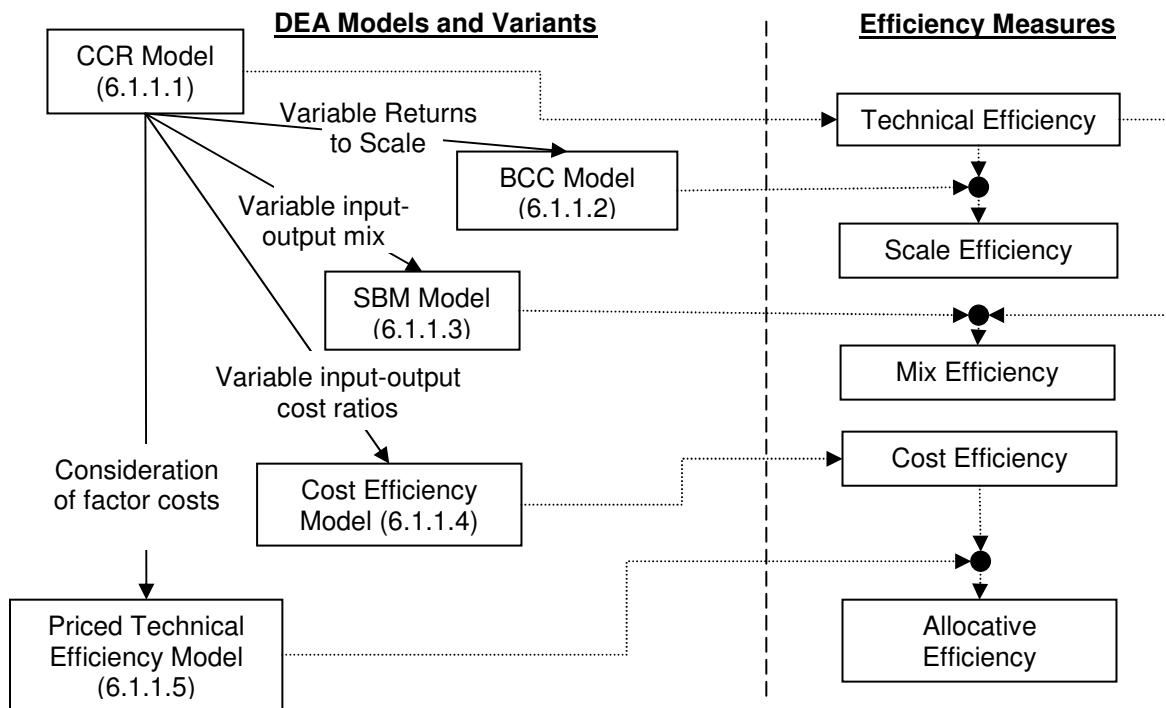 DEA Models and Variants
Efficiency Measures
CCR Model
(6.1.1.1)
Variable Returns
to Scale
Technical Efficiency
BCC Model
(6.1.1.2)
Variable input-
output mix
Scale Efficiency
SBM Model
(6.1.1.3)
Mix Efficiency
Variable input-output
cost ratios
Cost Efficiency
Consideration
of factor costs
Cost Efficiency
Model (6.1.1.4)
Priced Technical
Efficiency Model
(6.1.1.5)
Allocative
Efficiency